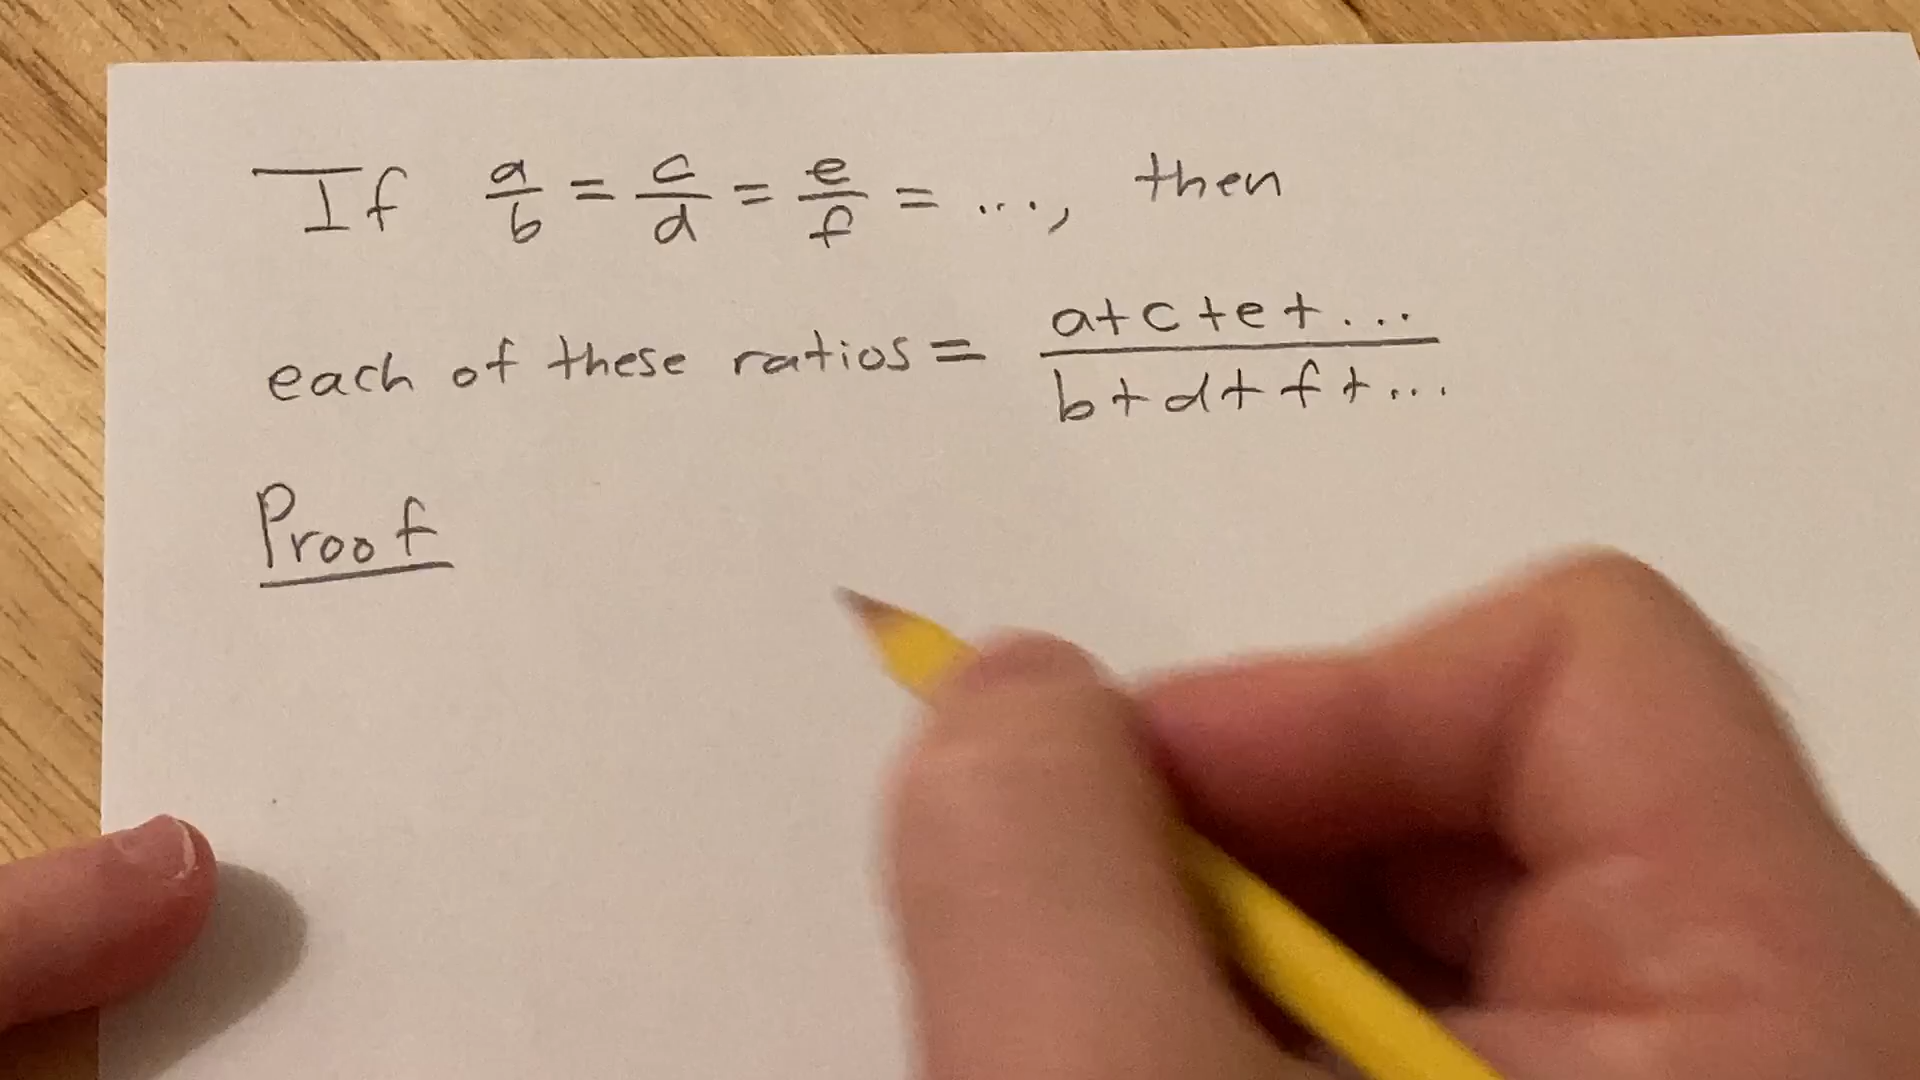 If a/b = c/d = e/f = ..., then
each of these ratios = a+c+e+.../b+d+f+...
Proof